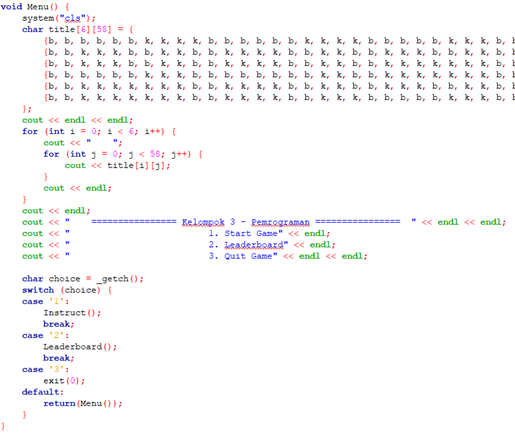 void Menu() {
system("cls");
char title[6][58] = {
{b, b, b, b, b, b, k, k, k, k,
{b, b, k, k,
{b, b, k, k,
{b, b,
{b, b, k, k,
{b, b, k, k,
};
cout << endl << endl;
for (int i = 0; i < 6; i++) {
cout << "    ";
for (int j = 0; j < 58; j++) {
cout << title[i][j];
}
cout << endl;
}
cout << endl;
cout << "    ================ Kelompok 3 - Pemrograman ================  " << endl << endl;
cout << "                          1. Start Game" << endl;
cout << "                          2. Leaderboard" << endl;
cout << "                          3. Quit Game" << endl << endl;
char choice = _getch();
switch (choice) {
case '1':
Instruct();
break;
case '2':
Leaderboard();
break;
case '3':
exit(0);
default:
return(Menu());
}
}